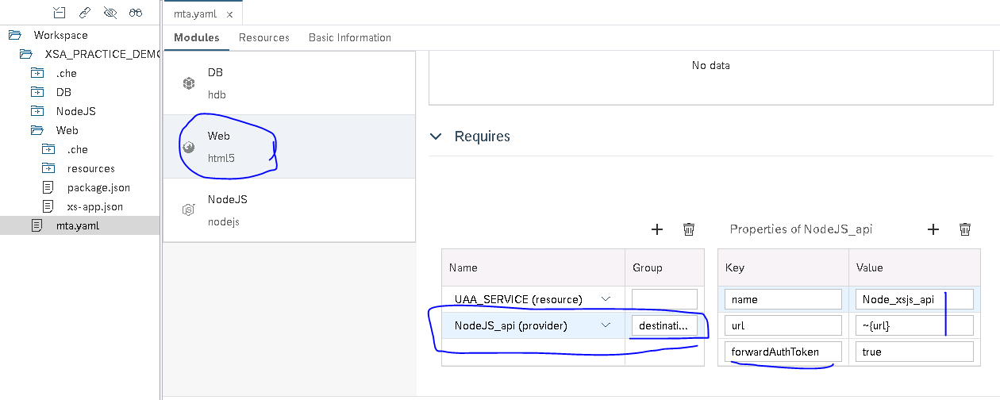 mta.yaml ×
Workspace
XSA_PRACTICE_DEMO
.che
DB
NodeJS
Web
.che
resources
package.json
xs-app.json
mta.yaml
Modules Resources Basic Information
DB
hdb
Web
html5
NodeJS
nodejs
No data
Requires
Properties of NodeJS_api
Name Group
UAA_SERVICE (resource)
NodeJS_api (provider) destinati...
Key Value
name Node_xsjs_api
url ~{url}
forwardAuthToken true